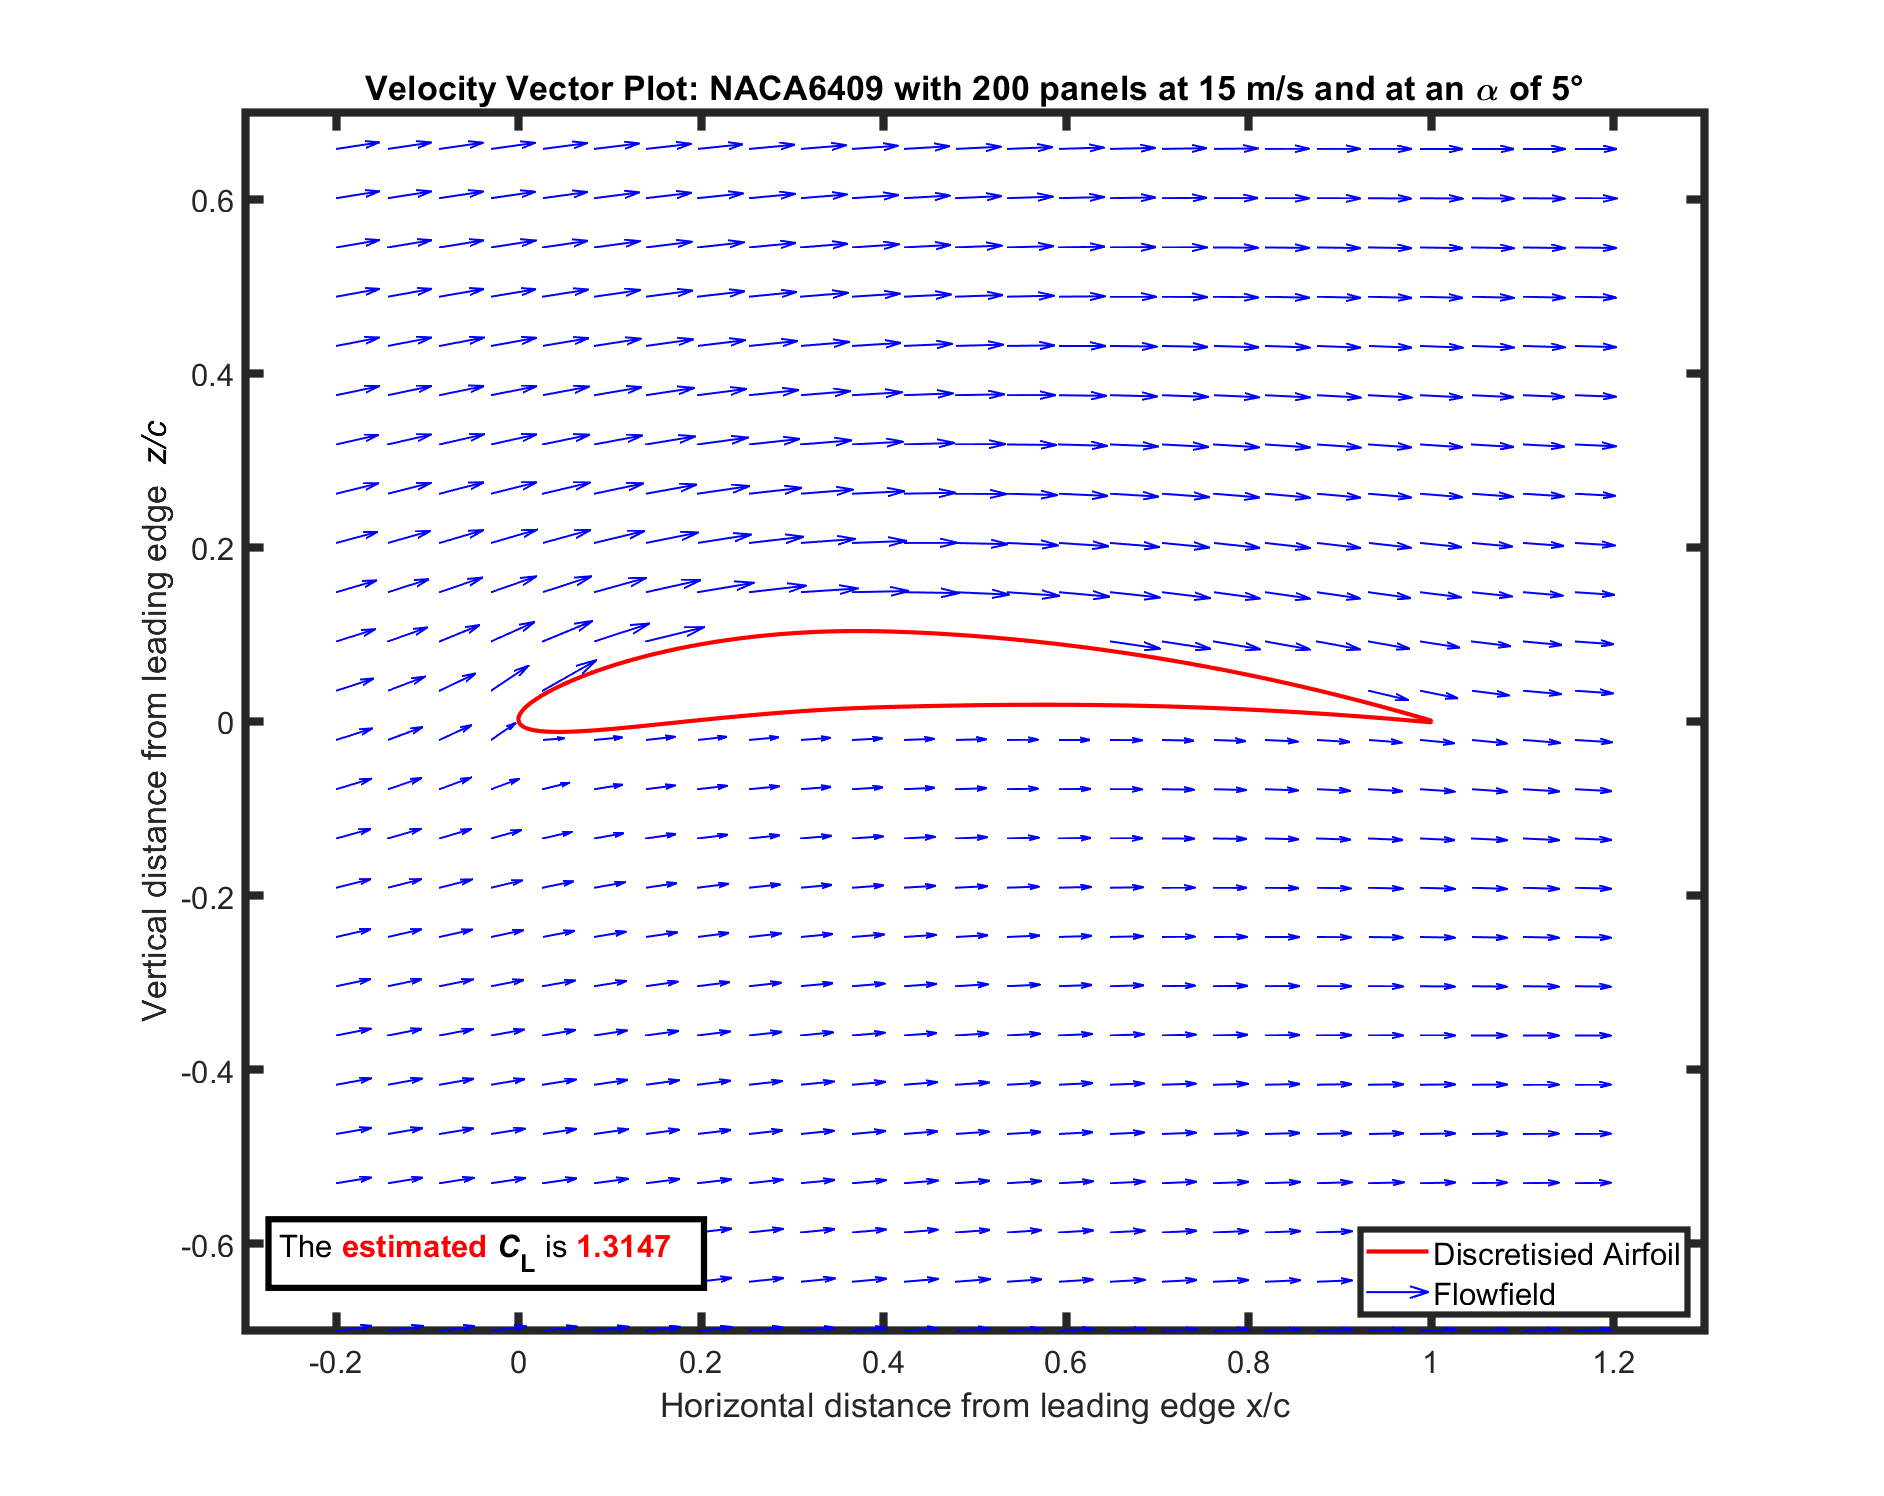 Velocity Vector Plot: NACA6409 with 200 panels at 15 m/s and at an α of 5°
0.6
0.4
0.2
0
-0.2
-0.4
-0.6
Vertical distance from leading edge z/c
The estimated C_L is 1.3147
Discretisied Airfoil
Flowfield
-0.2 0 0.2 0.4 0.6 0.8 1 1.2
Horizontal distance from leading edge x/c